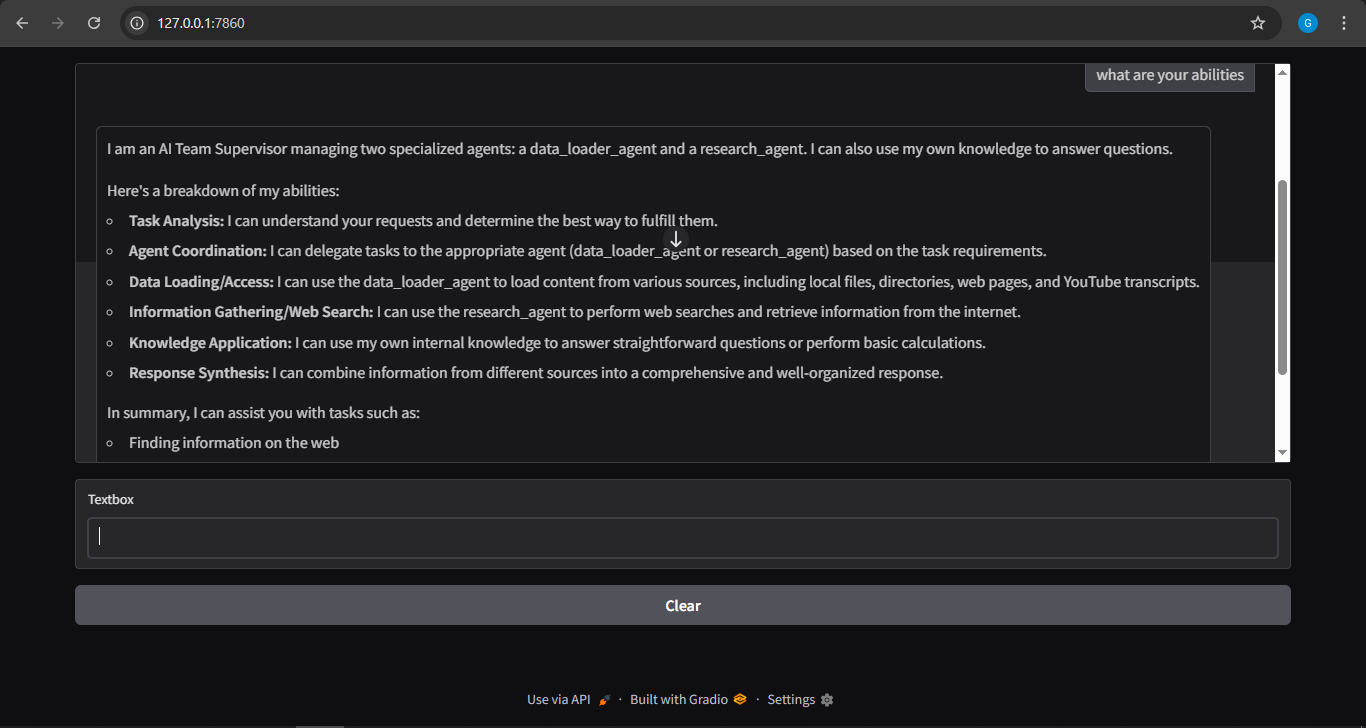 127.0.0.1:7860
G
what are your abilities
I am an AI Team Supervisor managing two specialized agents: a data_loader_agent and a research_agent. I can also use my own knowledge to answer questions.
Here's a breakdown of my abilities:
Task Analysis: I can understand your requests and determine the best way to fulfill them.
Agent Coordination: I can delegate tasks to the appropriate agent (data_loader_agent or research_agent) based on the task requirements.
Data Loading/Access: I can use the data_loader_agent to load content from various sources, including local files, directories, web pages, and YouTube transcripts.
Information Gathering/Web Search: I can use the research_agent to perform web searches and retrieve information from the internet.
Knowledge Application: I can use my own internal knowledge to answer straightforward questions or perform basic calculations.
Response Synthesis: I can combine information from different sources into a comprehensive and well-organized response.
In summary, I can assist you with tasks such as:
Finding information on the web
Textbox
Clear
Use via API · Built with Gradio · Settings